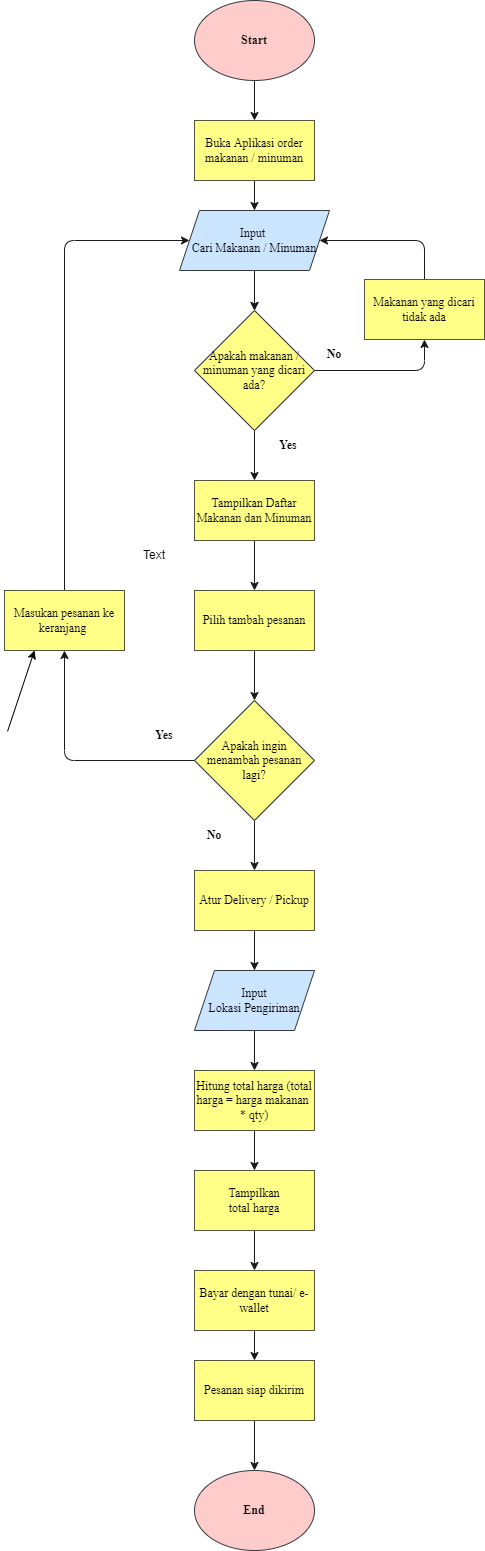 Start
Buka Aplikasi order
makanan / minuman
Input
Cari Makanan / Minuman
Makanan yang dicari
tidak ada
Apakah makanan /
minuman yang dicari
ada?
No
Yes
Tampilkan Daftar
Makanan dan Minuman
Text
Masukan pesanan ke
keranjang
Pilih tambah pesanan
Yes
Apakah ingin
menambah pesanan
lagi?
No
Atur Delivery / Pickup
Input
Lokasi Pengiriman
Hitung total harga (total
harga = harga makanan
* qty)
Tampilkan
total harga
Bayar dengan tunai/ e-
wallet
Pesanan siap dikirim
End